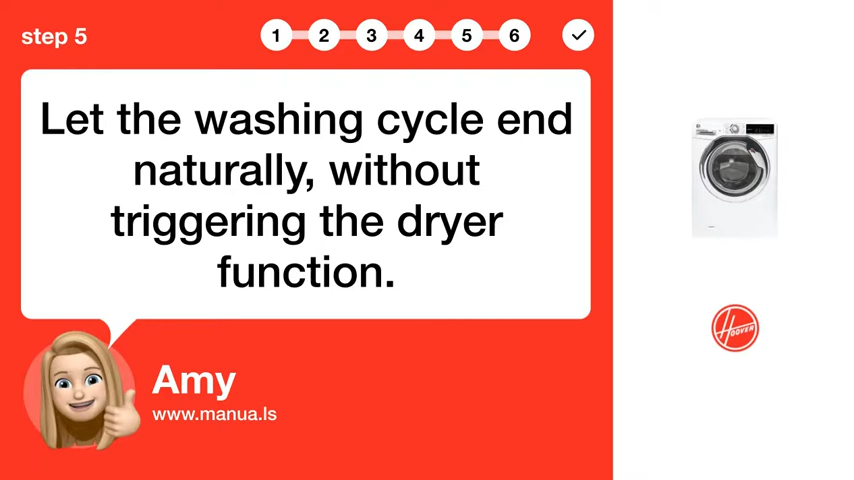 step 5
1 2 3 4 5 6
Let the washing cycle end
naturally, without
triggering the dryer
function.
Amy
www.manua.ls
HOOVER